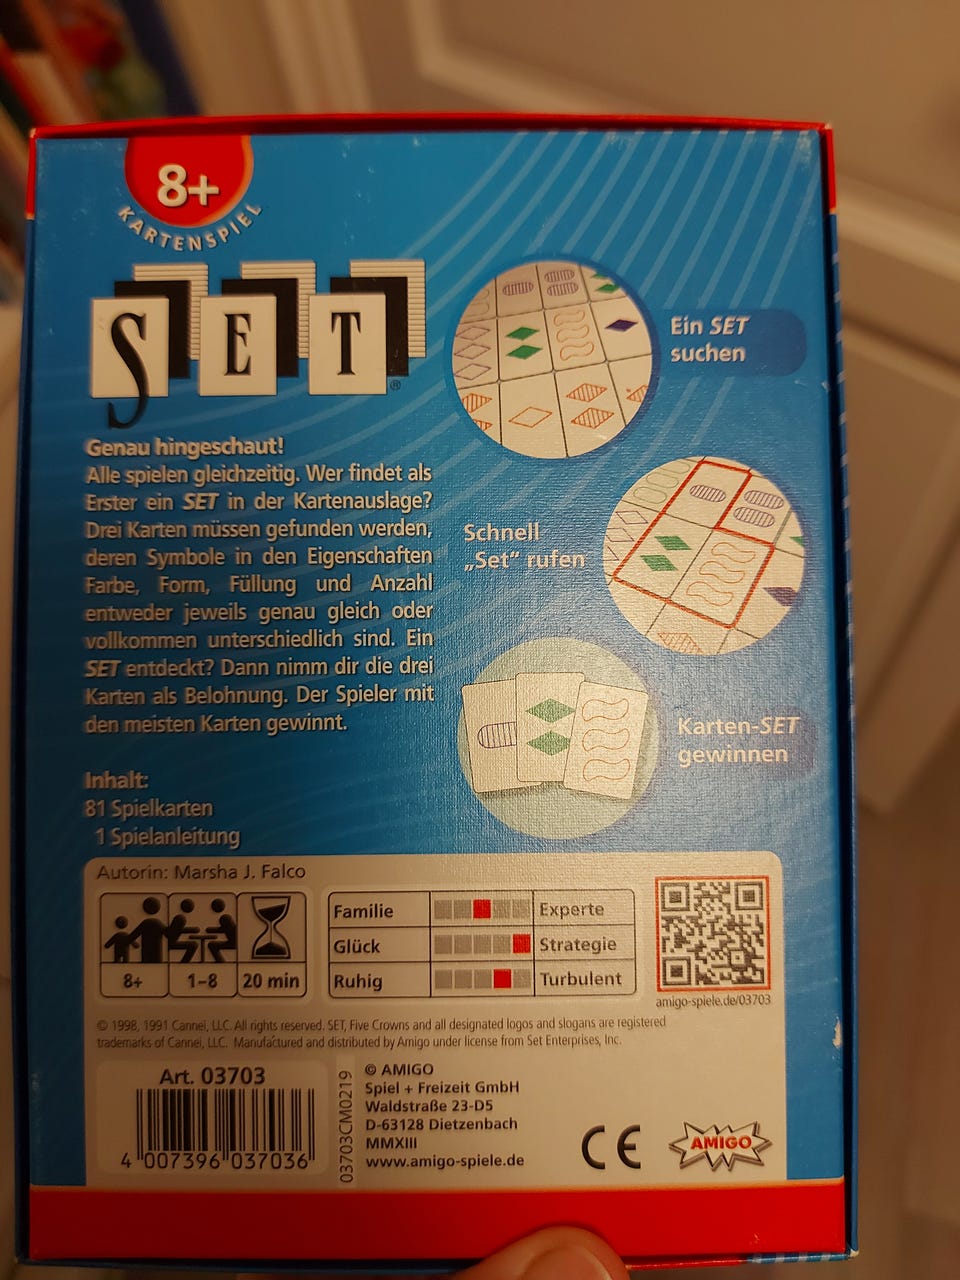 8+
KARTENSPIEL
SET®
Ein SET
suchen
Genau hingeschaut!
Alle spielen gleichzeitig. Wer findet als
Erster ein SET in der Kartenauslage?
Drei Karten müssen gefunden werden,
deren Symbole in den Eigenschaften
Farbe, Form, Füllung und Anzahl
entweder jeweils genau gleich oder
vollkommen unterschiedlich sind. Ein
SET entdeckt? Dann nimm dir die drei
Karten als Belohnung. Der Spieler mit
den meisten Karten gewinnt.
Schnell
„Set“ rufen
Karten-SET
gewinnen
Inhalt:
81 Spielkarten
1 Spielanleitung
Autorin: Marsha J. Falco
8+ 1–8 20 min
Familie Experte
Glück Strategie
Ruhig Turbulent
amigo-spiele.de/03703
© 1998, 1991 Cannei, LLC. All rights reserved. SET, Five Crowns and all designated logos and slogans are registered
trademarks of Cannei, LLC. Manufactured and distributed by Amigo under license from Set Enterprises, Inc.
Art. 03703
4 007396 037036
03703CM0219
© AMIGO
Spiel + Freizeit GmbH
Waldstraße 23-D5
D-63128 Dietzenbach
MMXIII
www.amigo-spiele.de
CE
AMIGO